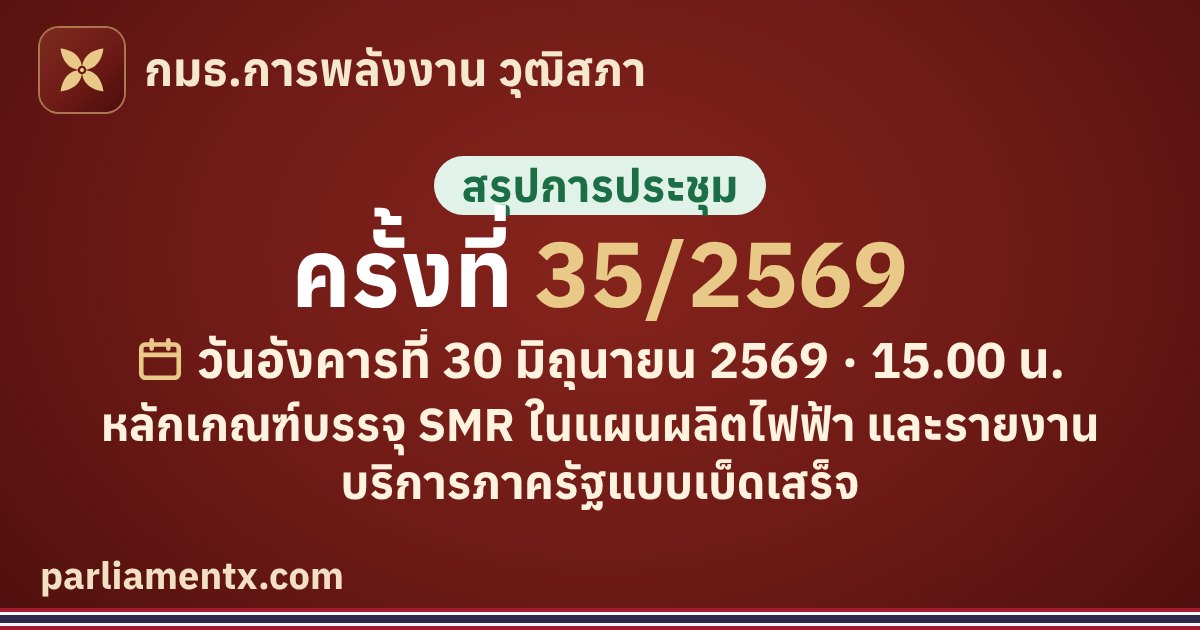 กมธ.การพลังงาน วุฒิสภา
สรุปการประชุม
ครั้งที่ 35/2569
วันอังคารที่ 30 มิถุนายน 2569 · 15.00 น.
หลักเกณฑ์บรรจุ SMR ในแผนผลิตไฟฟ้า และรายงาน
บริการภาครัฐแบบเบ็ดเสร็จ
parliamentx.com